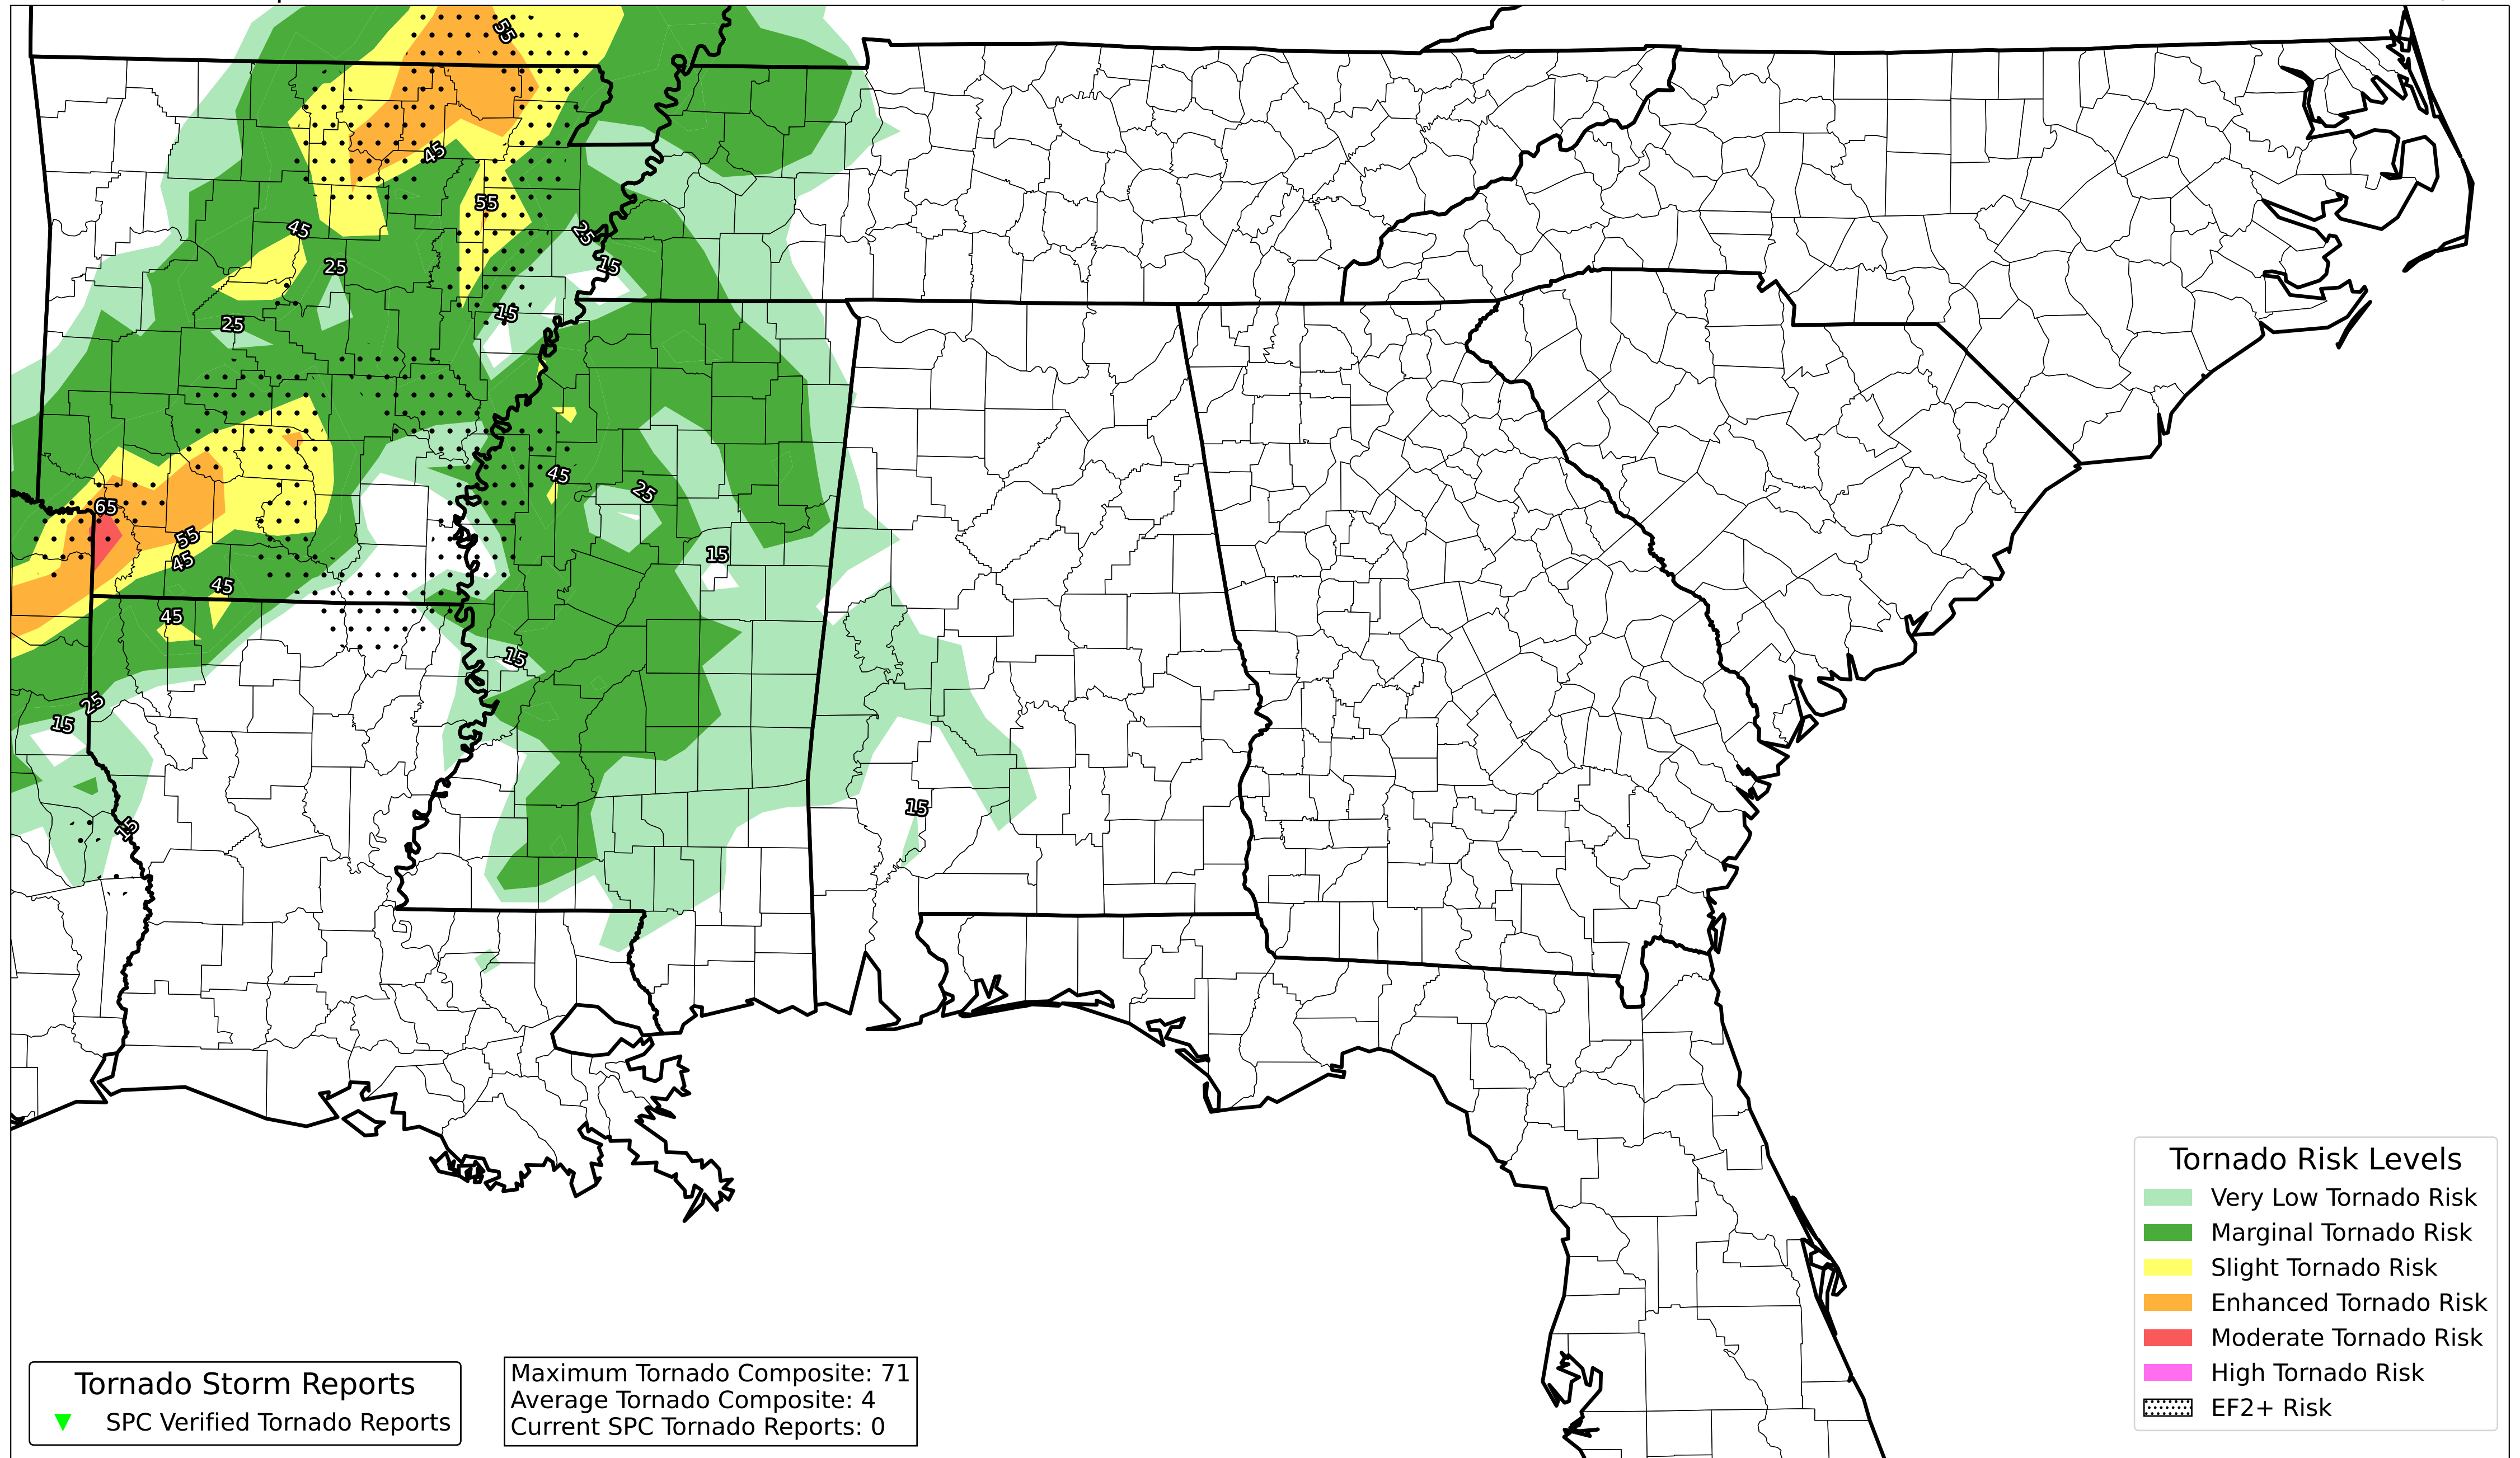 55
45
55
45
25
25
15
15
25
45
25
65
55
15
45
45
45
15
25
15
15
15
Tornado Risk Levels
Very Low Tornado Risk
Marginal Tornado Risk
Slight Tornado Risk
Enhanced Tornado Risk
Moderate Tornado Risk
High Tornado Risk
EF2+ Risk
Tornado Storm Reports
SPC Verified Tornado Reports
Maximum Tornado Composite: 71
Average Tornado Composite: 4
Current SPC Tornado Reports: 0